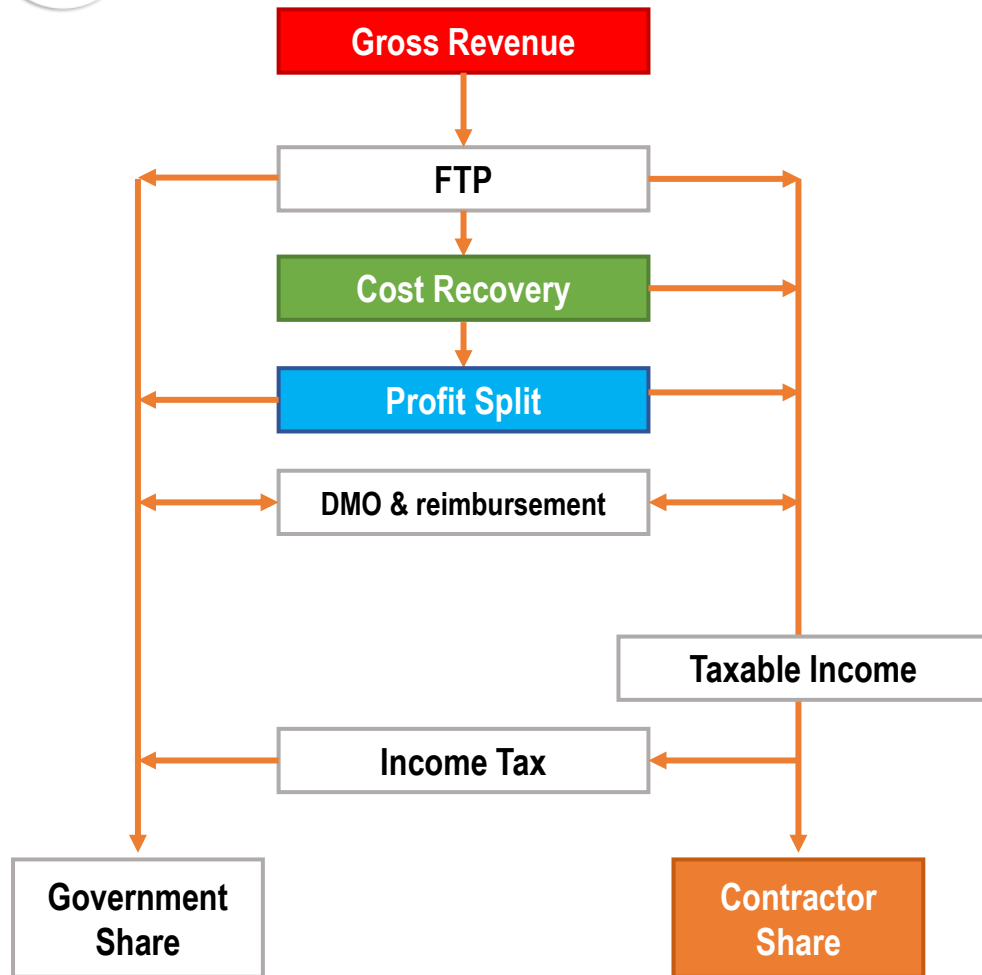 Gross Revenue
FTP
Cost Recovery
Profit Split
DMO & reimbursement
Taxable Income
Income Tax
Government
Share
Contractor
Share